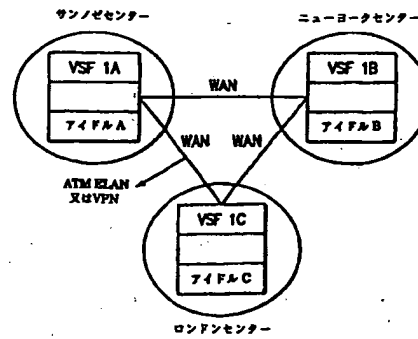 サンノゼセンター
ニューヨークセンター
VSF 1A
アイドルA
WAN
VSF 1B
アイドルB
WAN
WAN
ATM ELAN
又はVPN
VSF 1C
アイドルC
ロンドンセンター